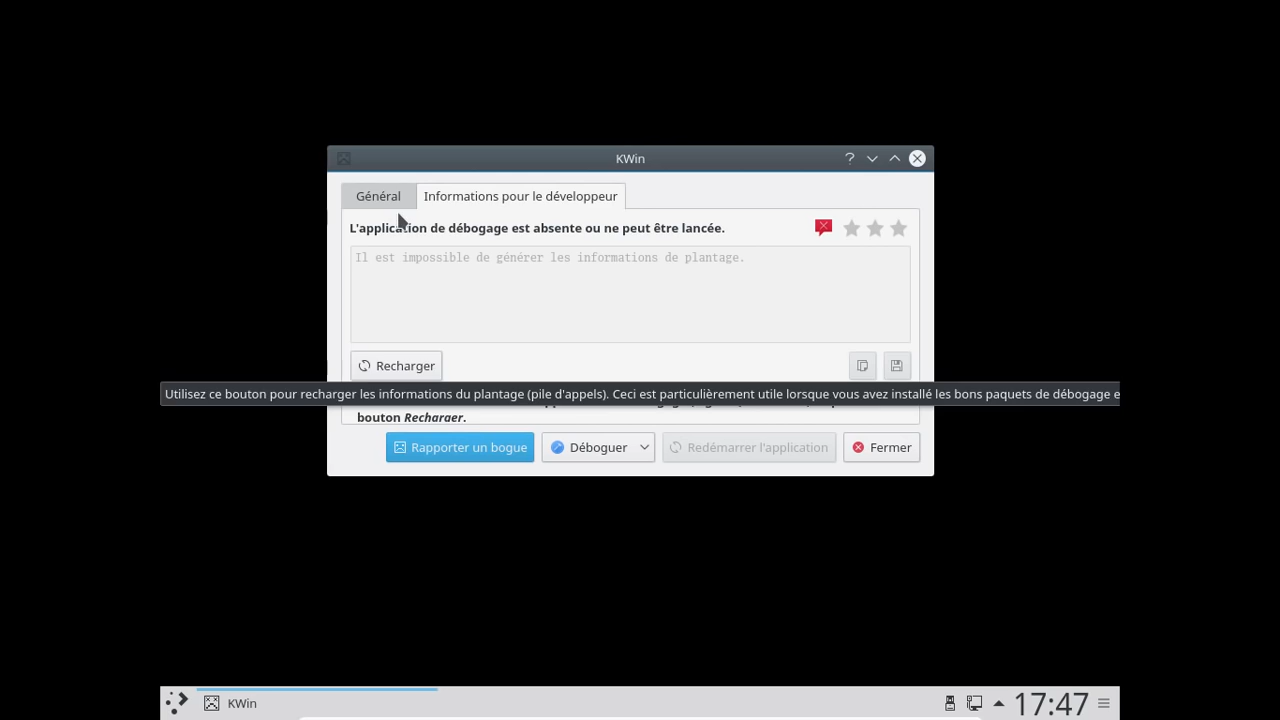 KWin
Général
Informations pour le développeur
L'application de débogage est absente ou ne peut être lancée.
Il est impossible de générer les informations de plantage.
Recharger
Utilisez ce bouton pour recharger les informations du plantage (pile d'appels). Ceci est particulièrement utile lorsque vous avez installé les bons paquets de débogage e
bouton Recharger.
Rapporter un bogue
Déboguer
Redémarrer l'application
Fermer
KWin
17:47